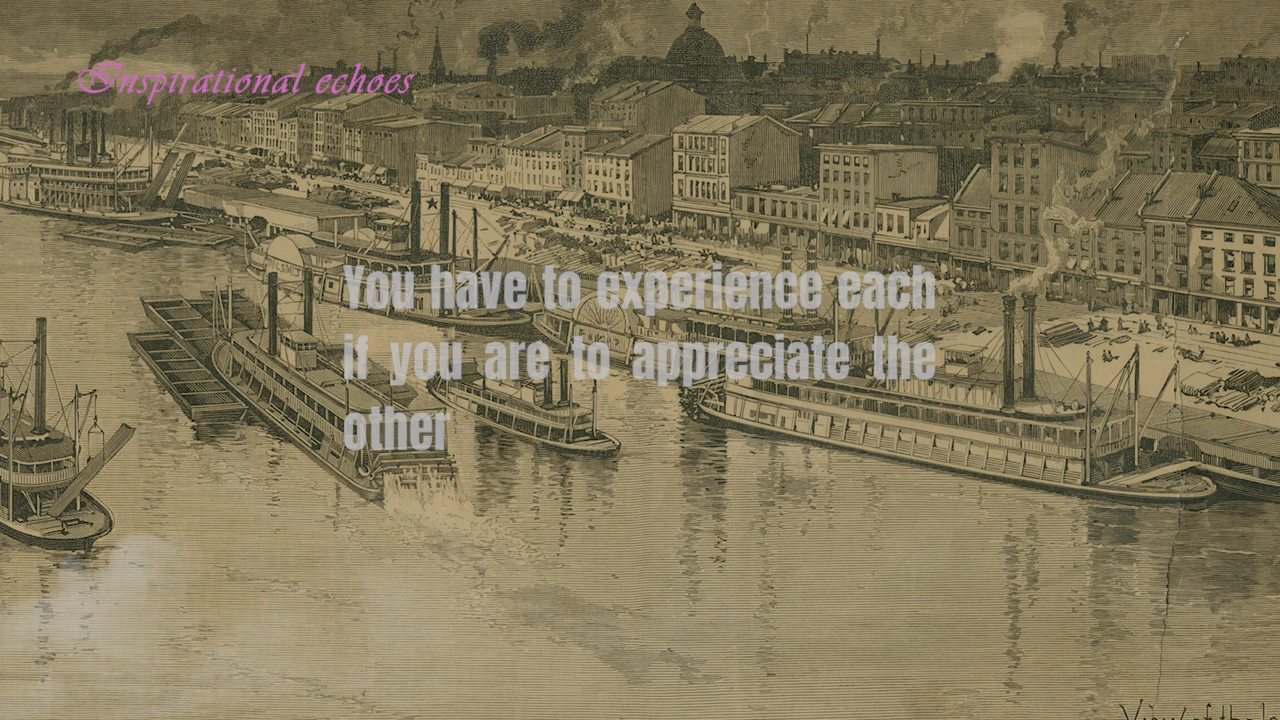 Inspirational echoes
You have to experience each
if you are to appreciate the
other